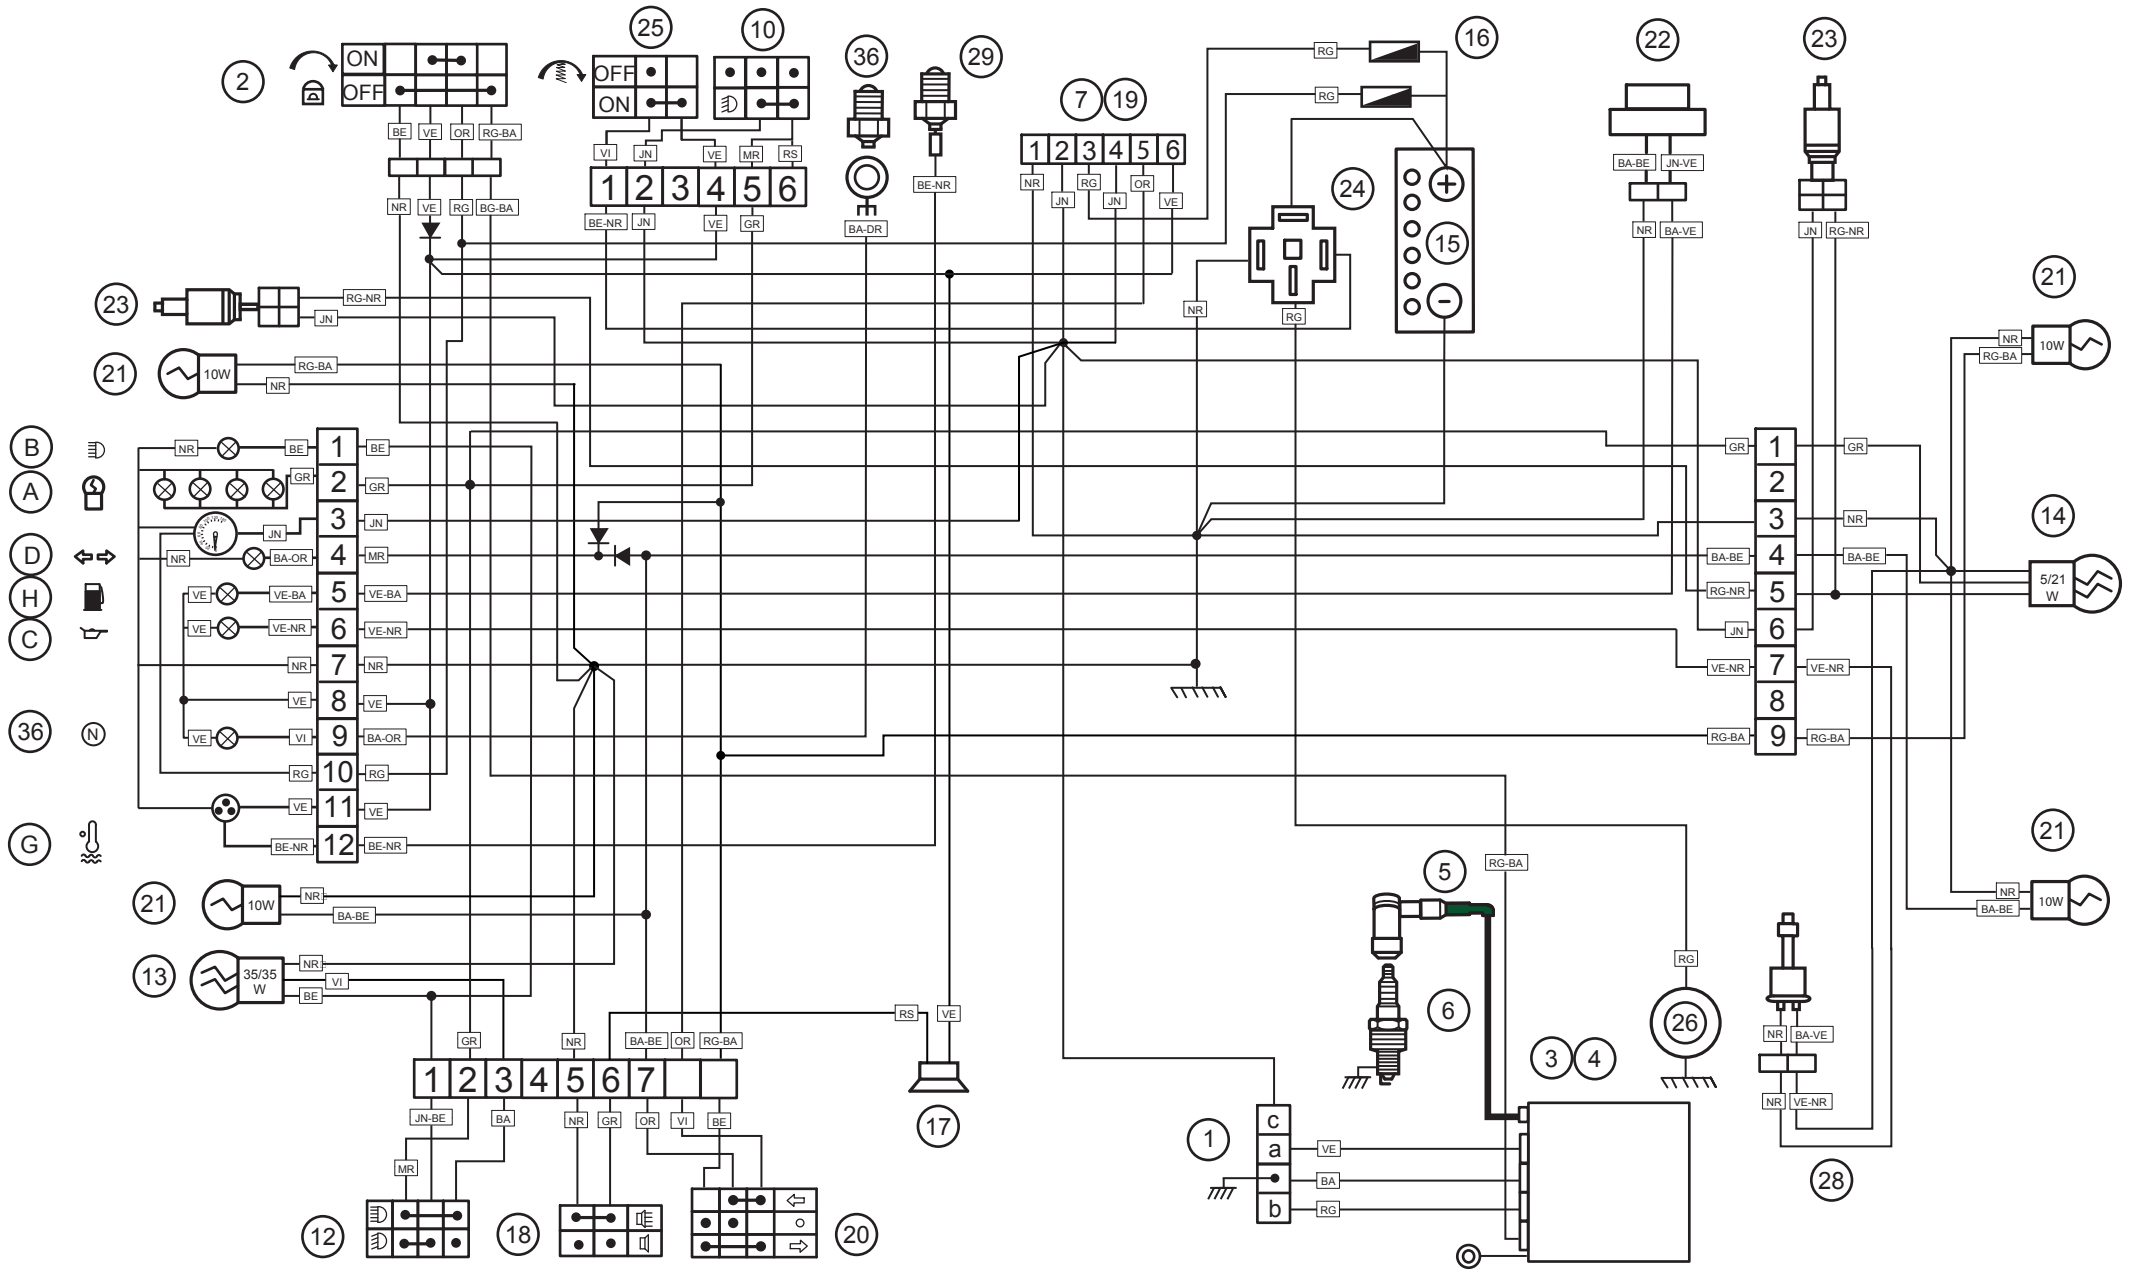 25
10
36
29
16
22
23
2
ON
OFF
OFF
ON
7 19
RG
RG
BE VE OR RG-BA
VI JN VE MR RS
1 2 3 4 5 6
1 2 3 4 5 6
NR JN RG JN OR VE
BE-NR
BA-BE JN-VE
24
15
NR VE RG BG-BA
BE-NR JN VE GR
BA-DR
NR BA-VE
JN RG-NR
23
RG-NR
JN
NR
RG
21
21
10W
RG-BA
NR
NR
RG-BA
10W
B
NR
BE
1
BE
GR
1
GR
A
GR
2
GR
2
14
JN
3
JN
3
NR
D
NR
BA-OR
4
MR
BA-BE
4
BA-BE
H
VE
VE-BA
5
VE-BA
RG-NR
5
5/21
W
C
VE
VE-NR
6
VE-NR
JN
6
NR
7
NR
VE-NR
7
VE-NR
VE
8
VE
8
36
N
VE
VI
9
BA-OR
RG-BA
9
RG-BA
RG
10
RG
VE
11
VE
G
BE-NR
12
BE-NR
RG-BA
21
21
10W
NR
BA-BE
5
NR
BA-BE
10W
13
35/35
W
NR
VI
BE
RG
6
26
RS
VE
GR
NR
BA-BE OR RG-BA
NR BA-VE
3 4
1 2 3 4 5 6 7
JN-BE
BA
NR GR OR VI BE
17
NR VE-NR
MR
1
c
a
b
VE
BA
RG
28
12
18
20